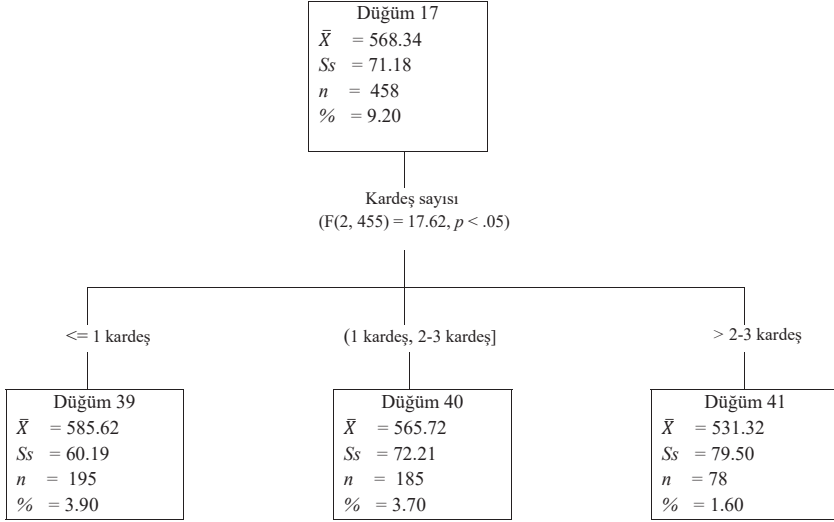 Düğüm 17
X̄ = 568.34
Ss = 71.18
n = 458
% = 9.20
Kardeş sayısı
(F(2, 455) = 17.62, p < .05)
<= 1 kardeş
(1 kardeş, 2-3 kardeş]
> 2-3 kardeş
Düğüm 39
X̄ = 585.62
Ss = 60.19
n = 195
% = 3.90
Düğüm 40
X̄ = 565.72
Ss = 72.21
n = 185
% = 3.70
Düğüm 41
X̄ = 531.32
Ss = 79.50
n = 78
% = 1.60